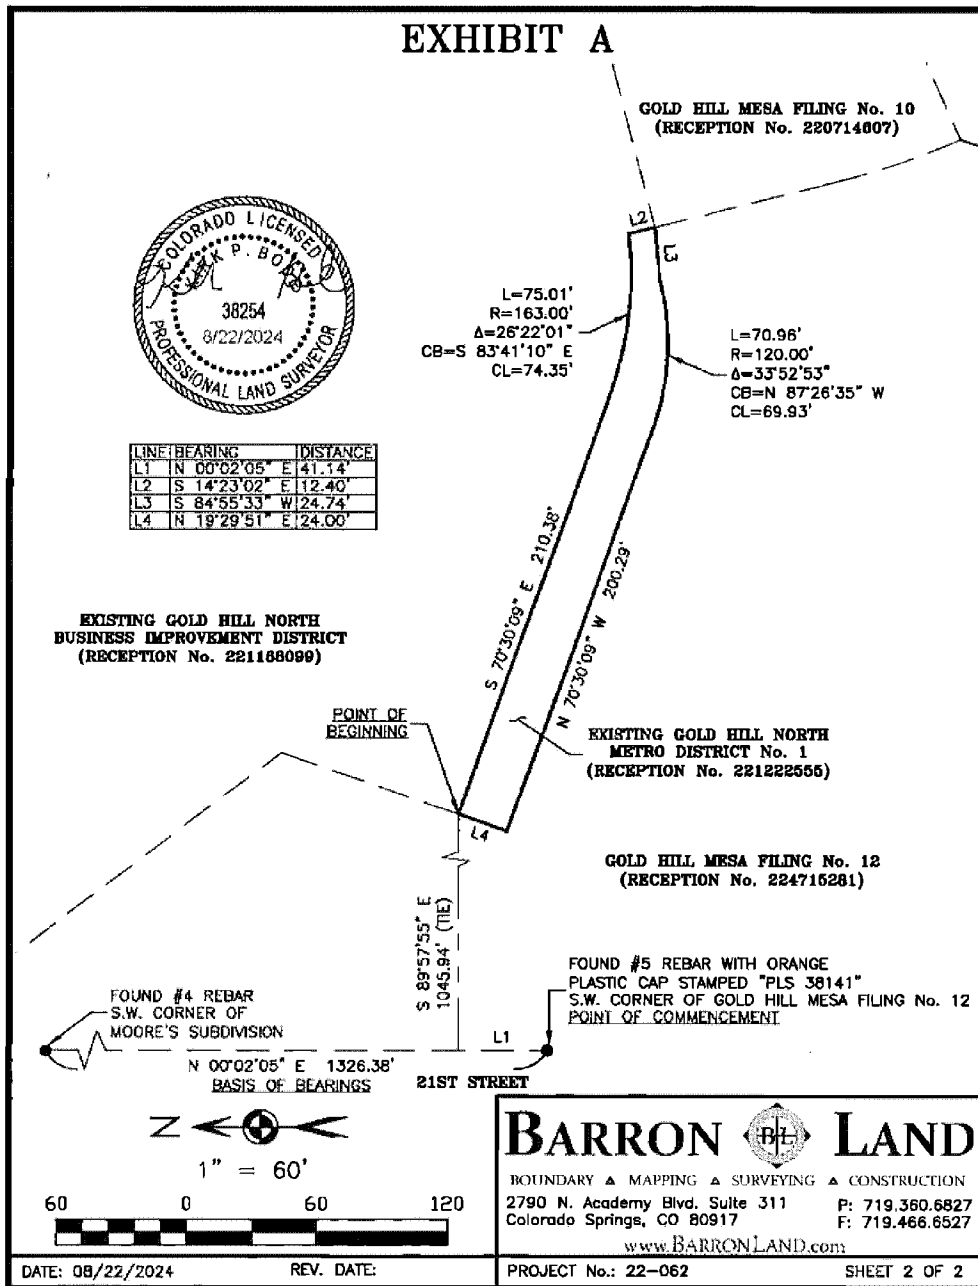 EXHIBIT A
GOLD HILL MESA FILING No. 10
(RECEPTION No. 220714607)
COLORADO LICENSED
KIRK P. BOAD
38254
8/22/2024
PROFESSIONAL LAND SURVEYOR
L2
L3
L=75.01'
R=163.00'
Δ=26°22'01"
CB=S 83°41'10" E
CL=74.35'
L=70.96'
R=120.00'
Δ=33°52'53"
CB=N 87°26'35" W
CL=69.93'
LINE BEARING DISTANCE
L1 N 00°02'05" E 41.14'
L2 S 14°23'02" E 12.40'
L3 S 84°55'33" W 24.74'
L4 N 19°29'51" E 24.00'
S 70°30'09" E 210.38'
N 70°30'09" W 200.29'
EXISTING GOLD HILL NORTH
BUSINESS IMPROVEMENT DISTRICT
(RECEPTION No. 221168099)
POINT OF
BEGINNING
EXISTING GOLD HILL NORTH
METRO DISTRICT No. 1
(RECEPTION No. 221222555)
L4
GOLD HILL MESA FILING No. 12
(RECEPTION No. 224715281)
S 89°57'55" E
1045.94' (TIE)
FOUND #4 REBAR
S.W. CORNER OF
MOORE'S SUBDIVISION
FOUND #5 REBAR WITH ORANGE
PLASTIC CAP STAMPED "PLS 38141"
S.W. CORNER OF GOLD HILL MESA FILING No. 12
POINT OF COMMENCEMENT
L1
N 00°02'05" E 1326.38'
BASIS OF BEARINGS
21ST STREET
N
1" = 60'
60 0 60 120
BARRON BL LAND
BOUNDARY ▲ MAPPING ▲ SURVEYING ▲ CONSTRUCTION
2790 N. Academy Blvd. Suite 311 P: 719.360.6827
Colorado Springs, CO 80917 F: 719.466.6527
www.BARRONLAND.com
DATE: 08/22/2024 REV. DATE: PROJECT No.: 22-062 SHEET 2 OF 2